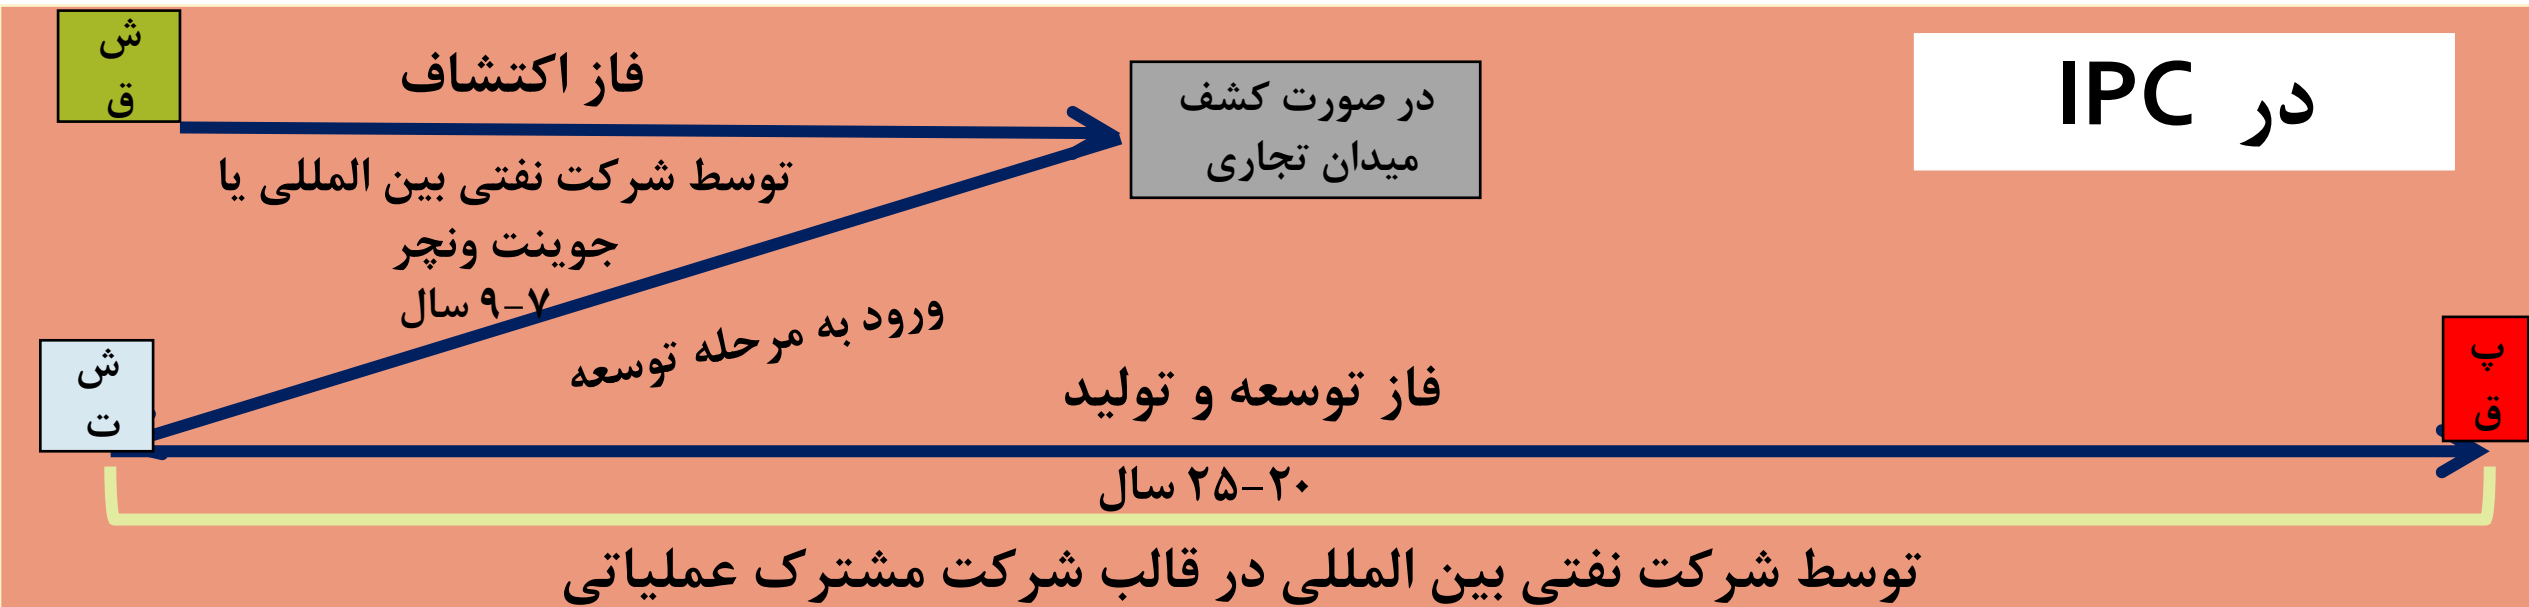 در IPC
ش
ق
فاز اکتشاف
در صورت کشف
میدان تجاری
توسط شرکت نفتی بین المللی یا
جوینت ونچر
۷-۹ سال
ورود به مرحله توسعه
ش
ت
فاز توسعه و تولید
پ
ق
۲۰-۲۵ سال
توسط شرکت نفتی بین المللی در قالب شرکت مشترک عملیاتی